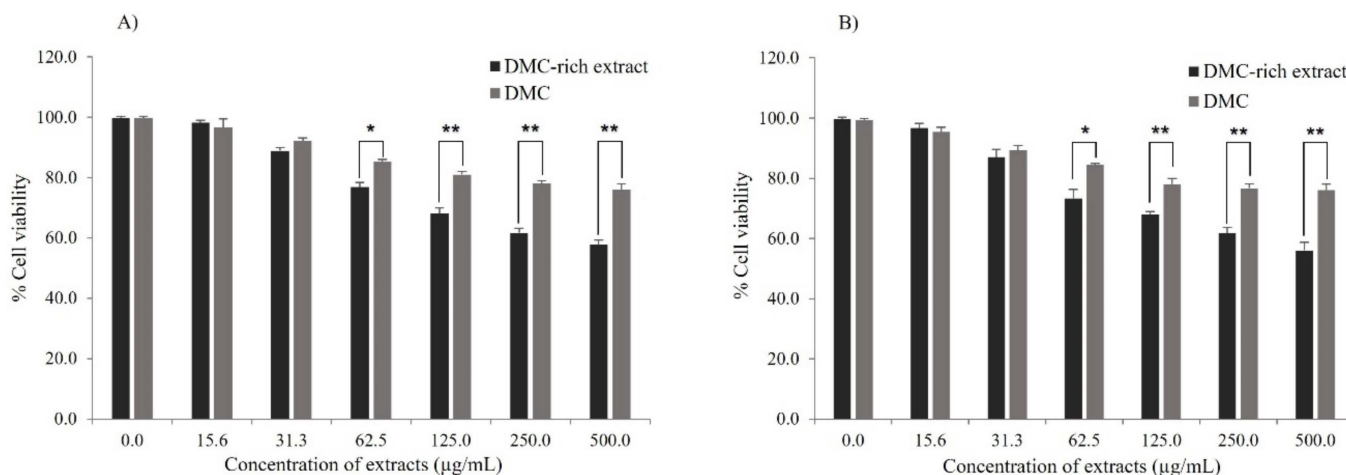 A)
120.0
100.0
80.0
60.0
40.0
20.0
0.0
% Cell viability
DMC-rich extract
DMC
* ** ** **
0.0 15.6 31.3 62.5 125.0 250.0 500.0
Concentration of extracts (µg/mL)
B)
120.0
100.0
80.0
60.0
40.0
20.0
0.0
% Cell viability
DMC-rich extract
DMC
* ** ** **
0.0 15.6 31.3 62.5 125.0 250.0 500.0
Concentration of extracts (µg/mL)